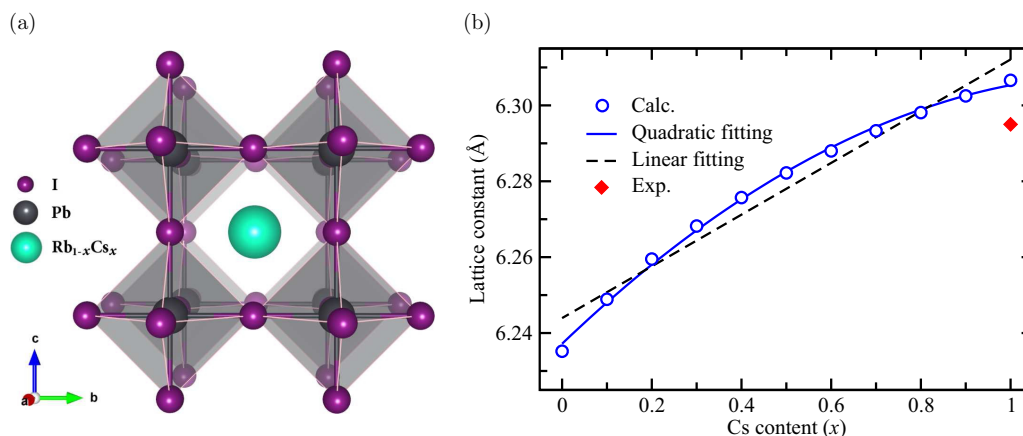 (a)
I
Pb
Rb1-xCsx
c
a
b
(b)
Lattice constant (Å)
6.30
6.28
6.26
6.24
Calc.
Quadratic fitting
Linear fitting
Exp.
0 0.2 0.4 0.6 0.8 1
Cs content (x)